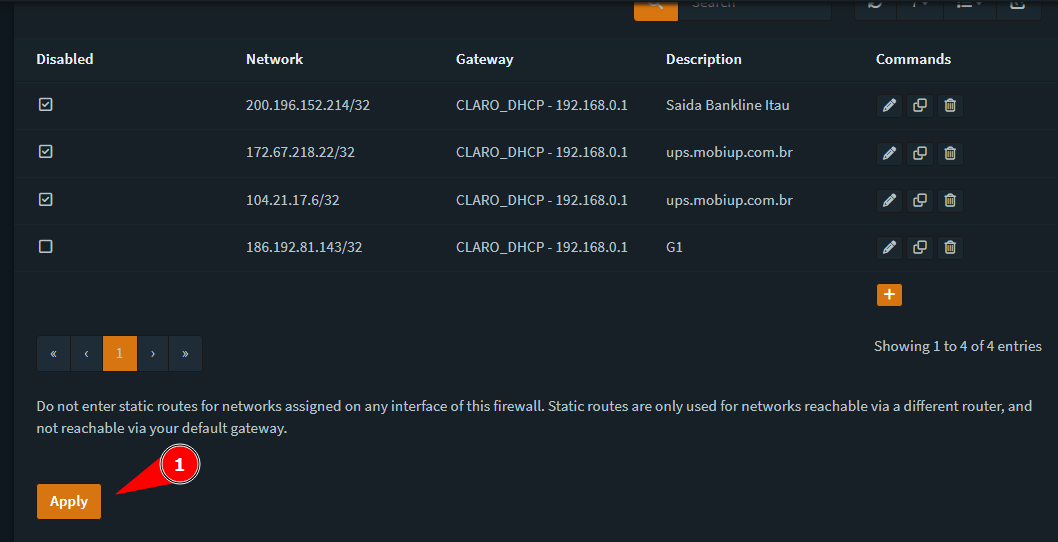 Search
Disabled Network Gateway Description Commands
200.196.152.214/32 CLARO_DHCP - 192.168.0.1 Saida Bankline Itau
172.67.218.22/32 CLARO_DHCP - 192.168.0.1 ups.mobiup.com.br
104.21.17.6/32 CLARO_DHCP - 192.168.0.1 ups.mobiup.com.br
186.192.81.143/32 CLARO_DHCP - 192.168.0.1 G1
+
« ‹ 1 › »
Showing 1 to 4 of 4 entries
Do not enter static routes for networks assigned on any interface of this firewall. Static routes are only used for networks reachable via a different router, and
not reachable via your default gateway.
1
Apply